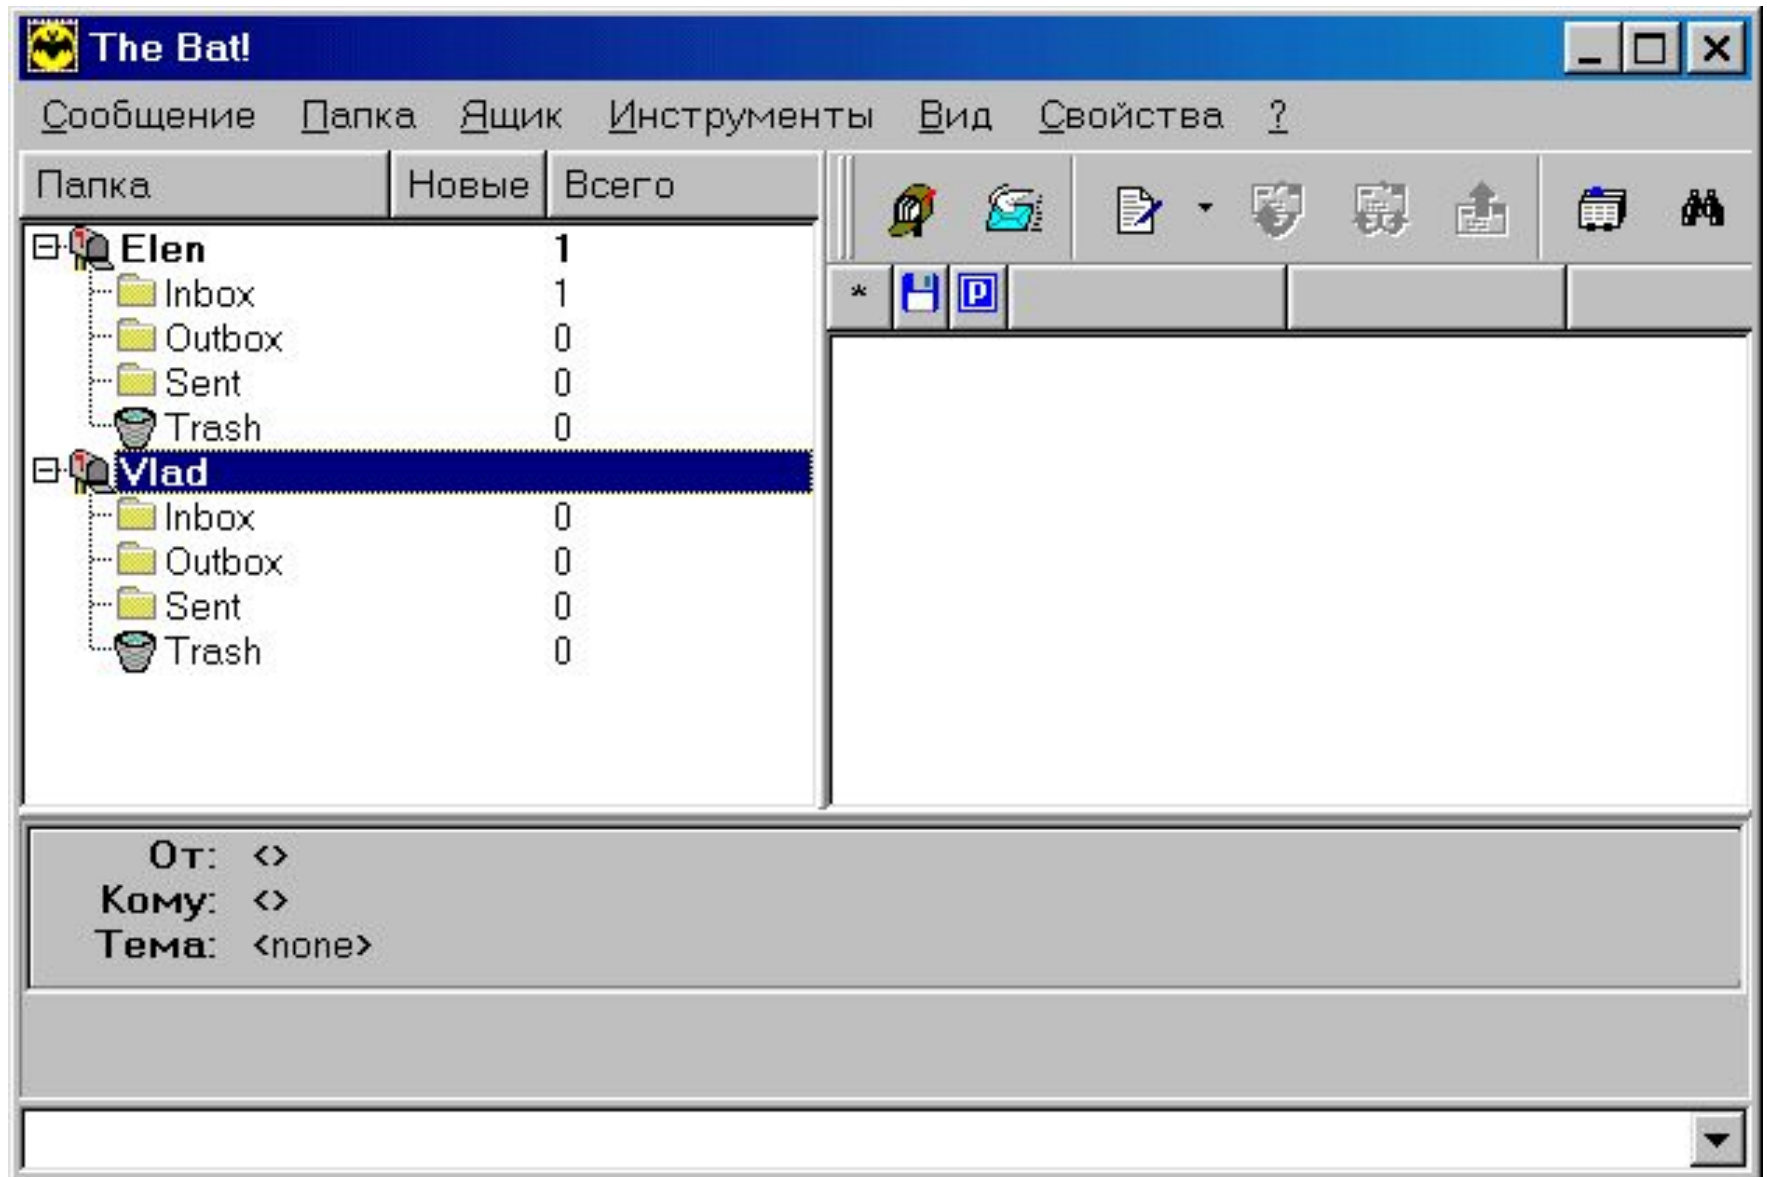 The Bat!
Сообщение Папка Ящик Инструменты Вид Свойства ?
Папка Новые Всего
Elen 1
Inbox 1
Outbox 0
Sent 0
Trash 0
Vlad
Inbox 0
Outbox 0
Sent 0
Trash 0
* P
От: <>
Кому: <>
Тема: <none>